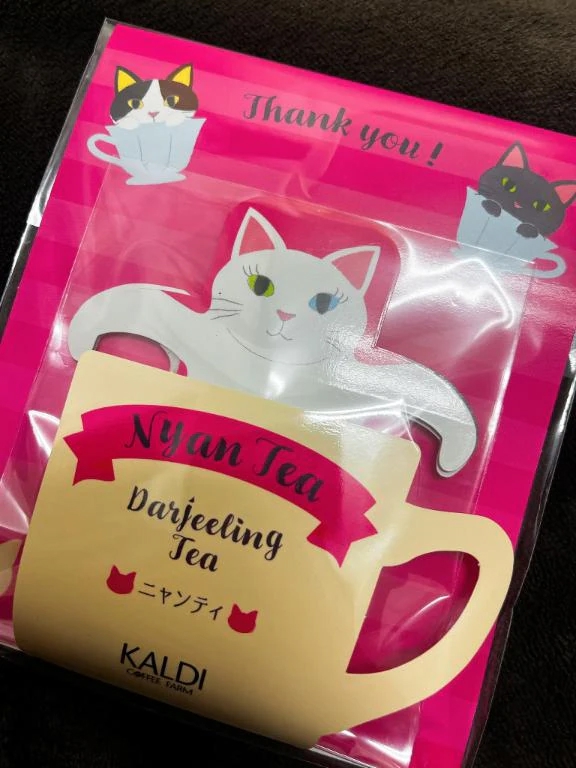 Thank you!
Nyan Tea
Darjeeling
Tea
ニャンティ
KALDI
COFFEE FARM